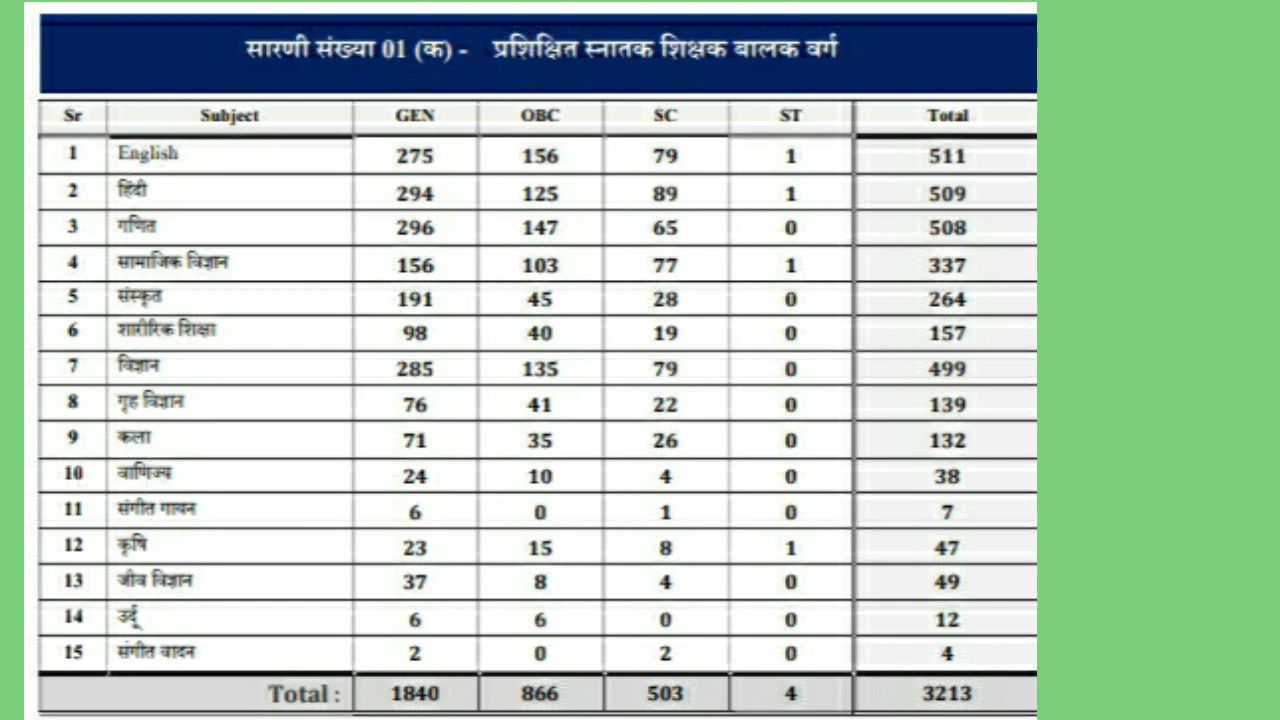 सारणी संख्या 01 (क) - प्रशिक्षित स्नातक शिक्षक बालक वर्ग
Sr Subject GEN OBC SC ST Total
1 English 275 156 79 1 511
2 हिंदी 294 125 89 1 509
3 गणित 296 147 65 0 508
4 सामाजिक विज्ञान 156 103 77 1 337
5 संस्कृत 191 45 28 0 264
6 शारीरिक शिक्षा 98 40 19 0 157
7 विज्ञान 285 135 79 0 499
8 गृह विज्ञान 76 41 22 0 139
9 कला 71 35 26 0 132
10 वाणिज्य 24 10 4 0 38
11 संगीत गायन 6 0 1 0 7
12 कृषि 23 15 8 1 47
13 जीव विज्ञान 37 8 4 0 49
14 उर्दू 6 6 0 0 12
15 संगीत वादन 2 0 2 0 4
Total : 1840 866 503 4 3213